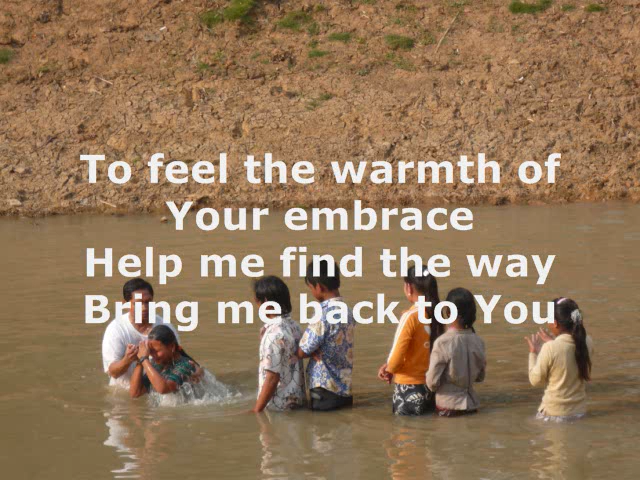 To feel the warmth of
Your embrace
Help me find the way
Bring me back to You